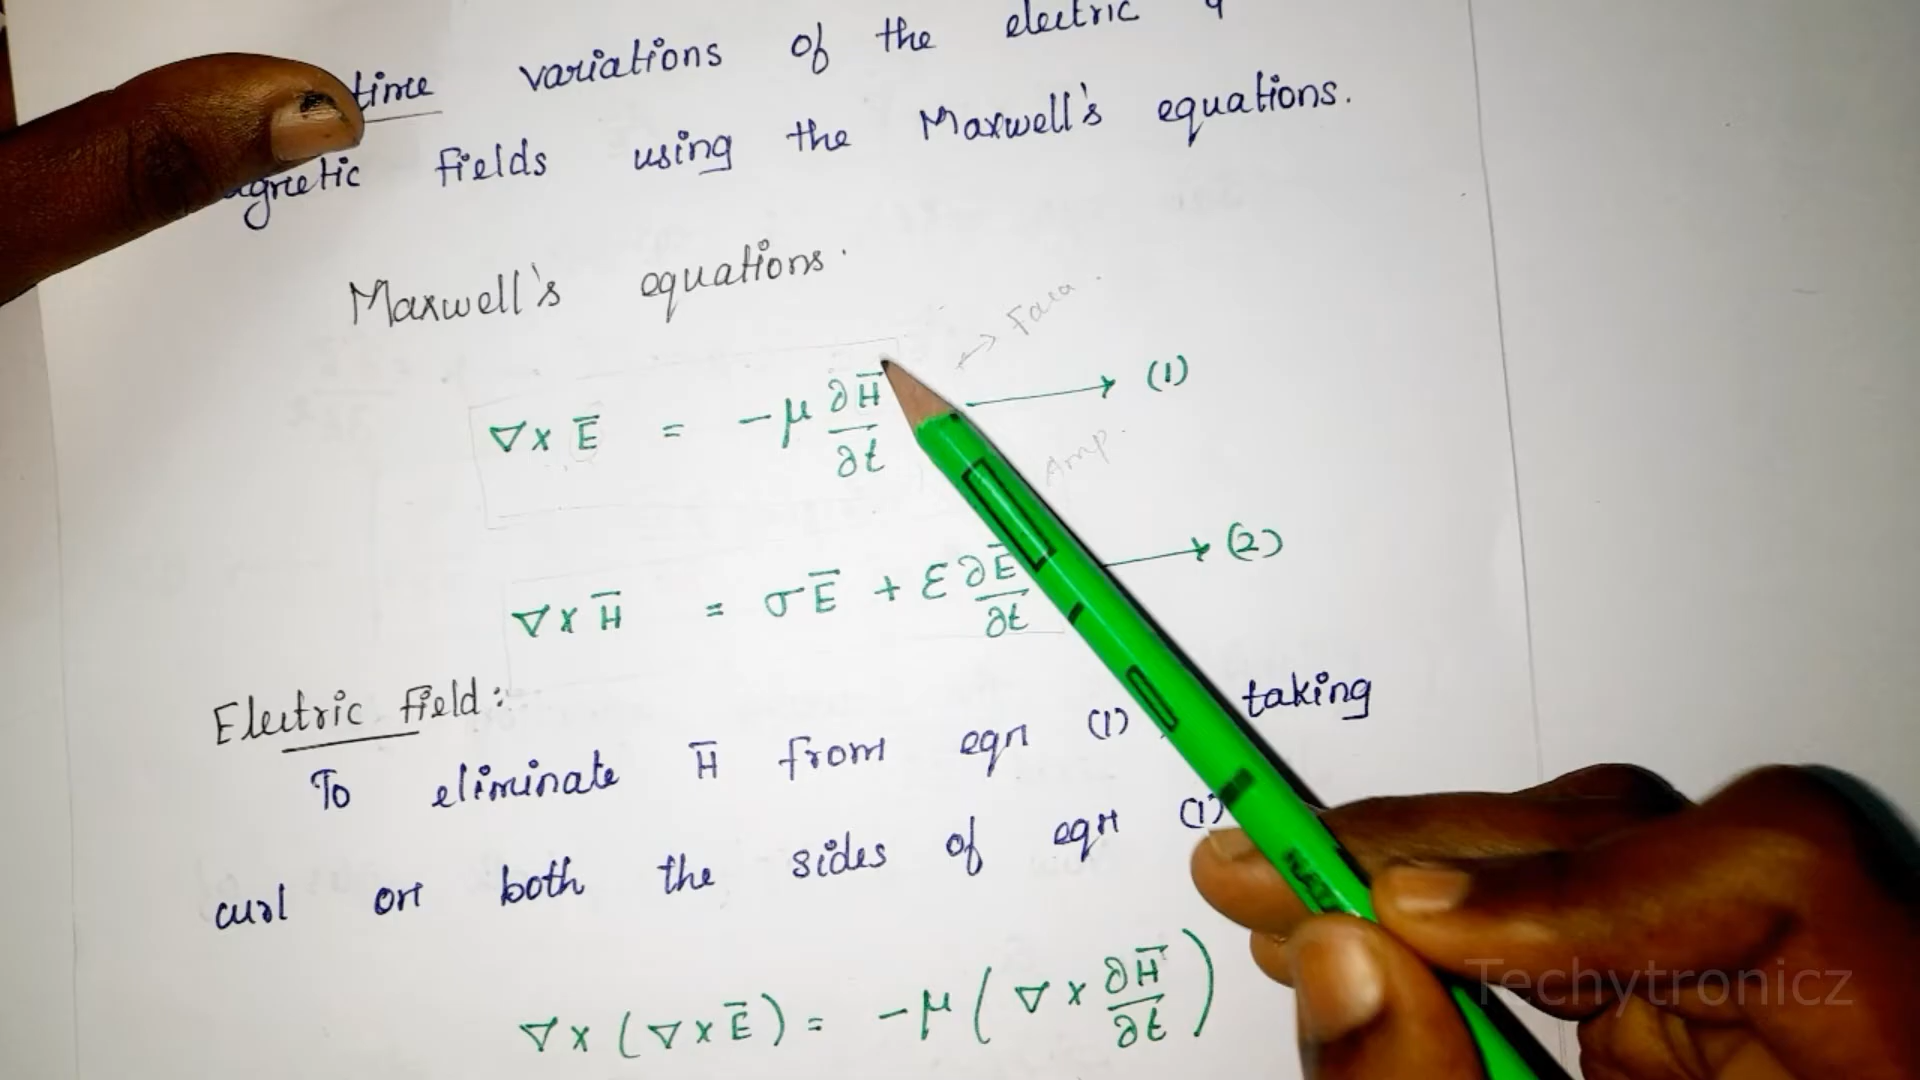 time variations of the electric
fields using the Maxwell's equations.
Maxwell's equations.
→ Fara.
∇ × E̅ = -μ ∂H̅/∂t → (1)
Amp.
∇ × H̅ = σE̅ + ε ∂E̅/∂t → (2)
Electric field:
To eliminate H̅ from eqn (1) taking
curl on both the sides of eqn (1)
∇ × (∇ × E̅) = -μ (∇ × ∂H̅/∂t)
Techytronicz